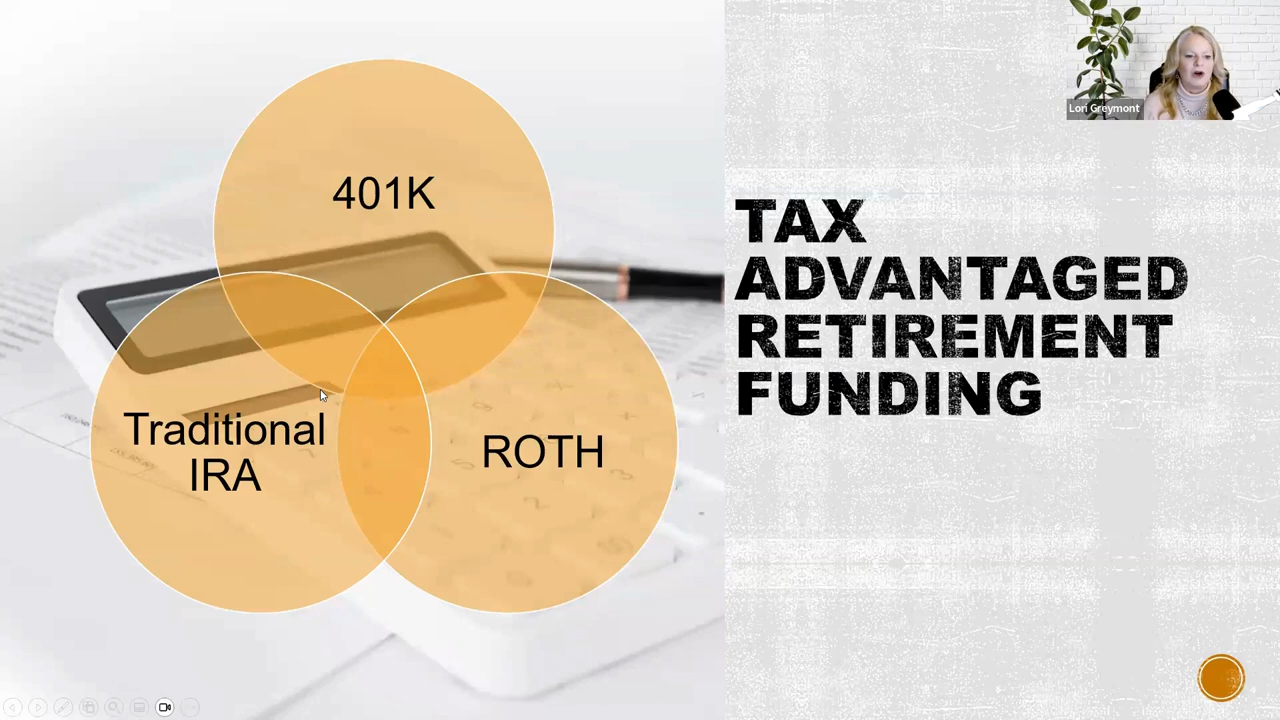 Lori Greymont
401K
Traditional
IRA
ROTH
TAX
ADVANTAGED
RETIREMENT
FUNDING